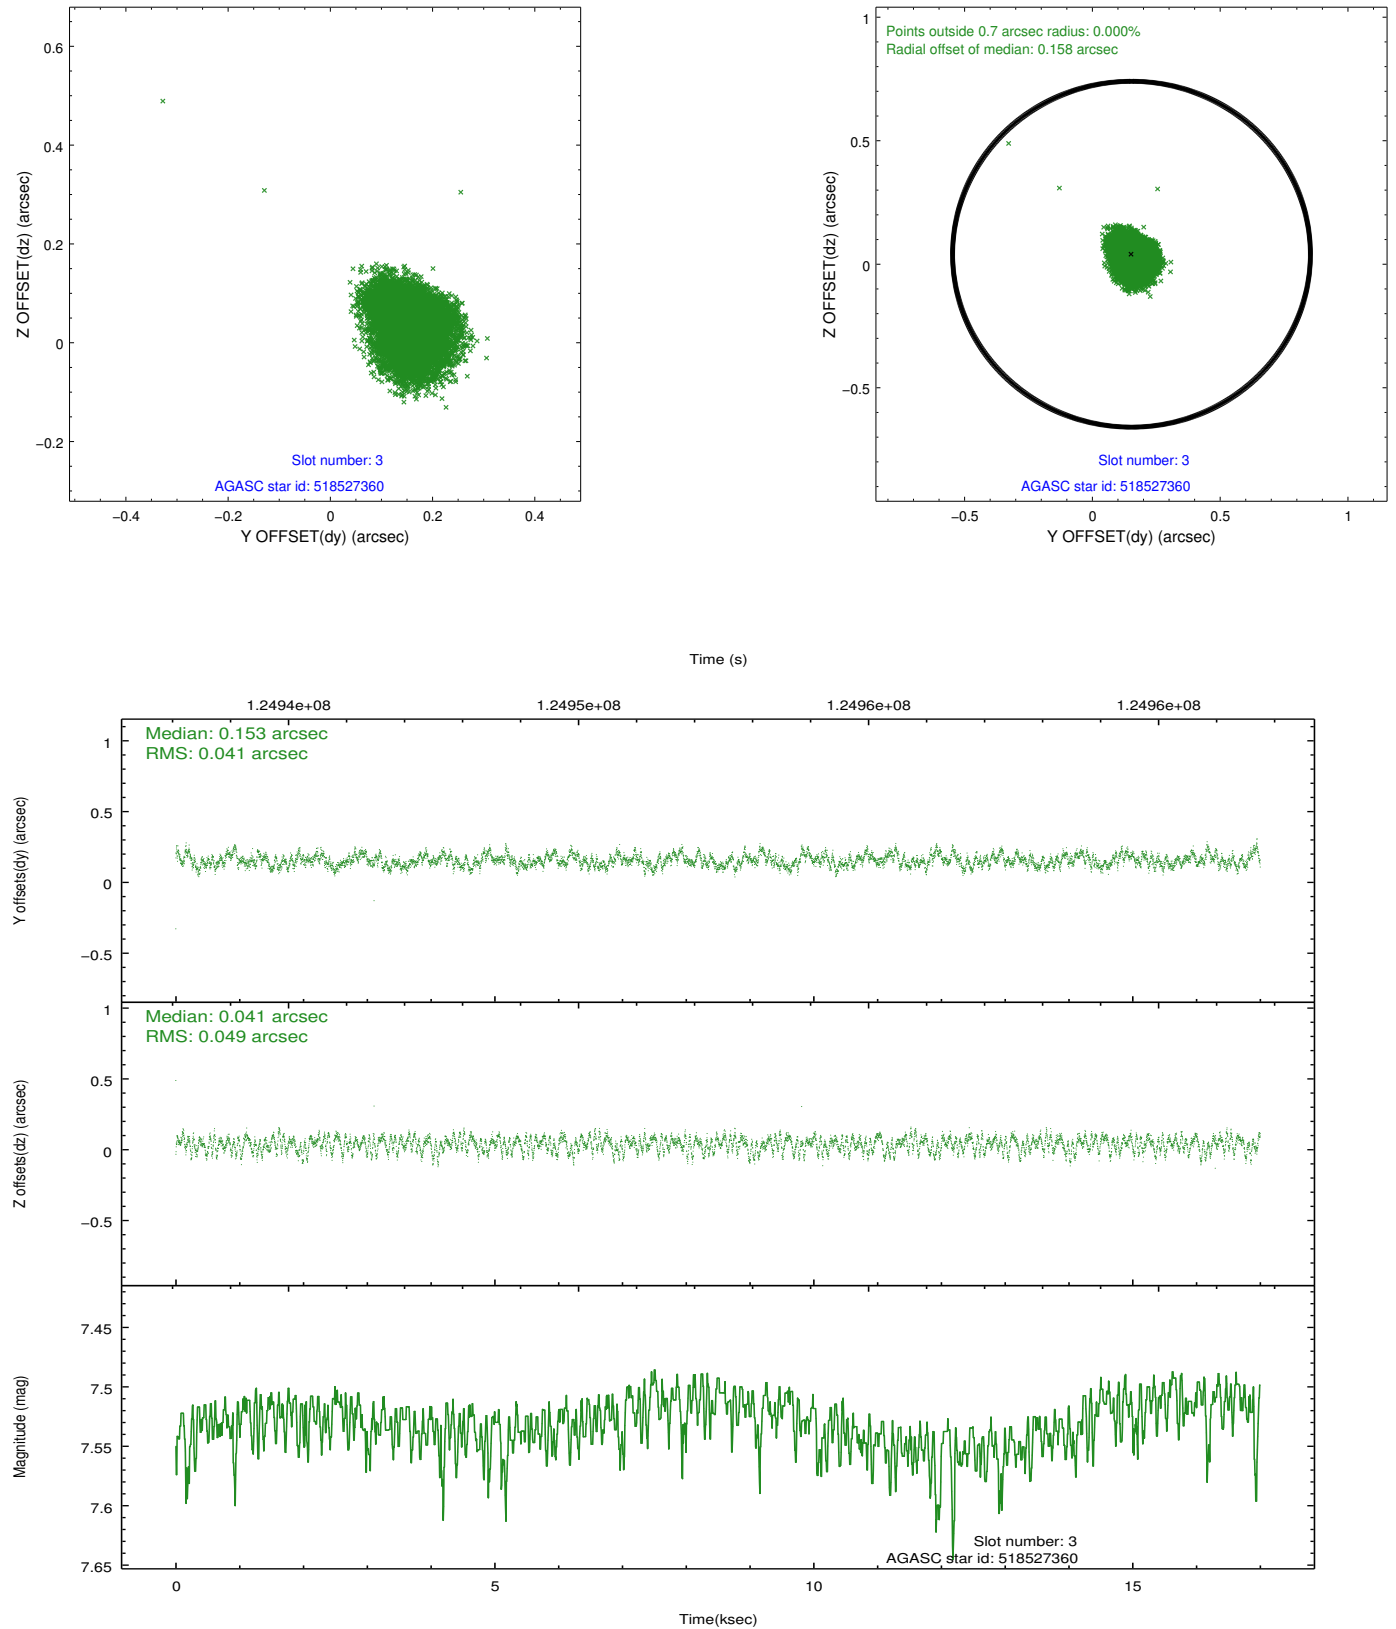 0.6
0.4
0.2
0
−0.2
−0.4
−0.2
0
0.2
0.4
Z OFFSET(dz) (arcsec)
Y OFFSET(dy) (arcsec)
Slot number: 3
AGASC star id: 518527360
Points outside 0.7 arcsec radius: 0.000%
Radial offset of median: 0.158 arcsec
1
0.5
0
−0.5
−0.5
0
0.5
1
Z OFFSET(dz) (arcsec)
Y OFFSET(dy) (arcsec)
Slot number: 3
AGASC star id: 518527360
Time (s)
1.2494e+08
1.2495e+08
1.2496e+08
1.2496e+08
Median: 0.153 arcsec
RMS: 0.041 arcsec
1
0.5
0
−0.5
Y offsets(dy) (arcsec)
Median: 0.041 arcsec
RMS: 0.049 arcsec
1
0.5
0
−0.5
Z offsets(dz) (arcsec)
7.45
7.5
7.55
7.6
7.65
Magnitude (mag)
Slot number: 3
AGASC star id: 518527360
0
5
10
15
Time(ksec)